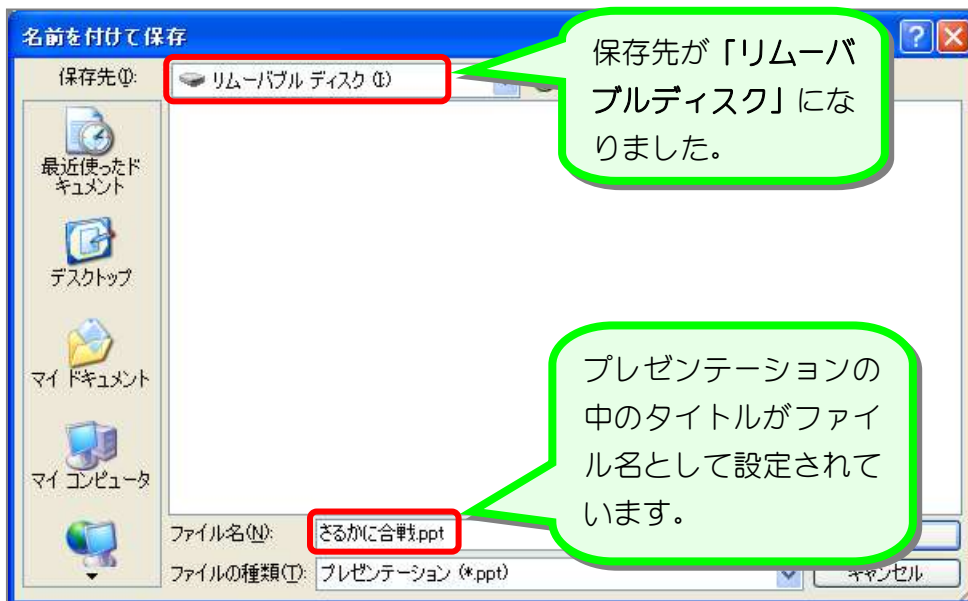 名前を付けて保存
保存先(I):
リムーバブル ディスク (I:)
保存先が「リムーバ
ブルディスク」にな
りました。
最近使ったド
キュメント
デスクトップ
マイ ドキュメント
マイ コンピュータ
プレゼンテーションの
中のタイトルがファイ
ル名として設定されて
います。
ファイル名(N):
さるかに合戦.ppt
ファイルの種類(T):
プレゼンテーション (*.ppt)
キャンセル